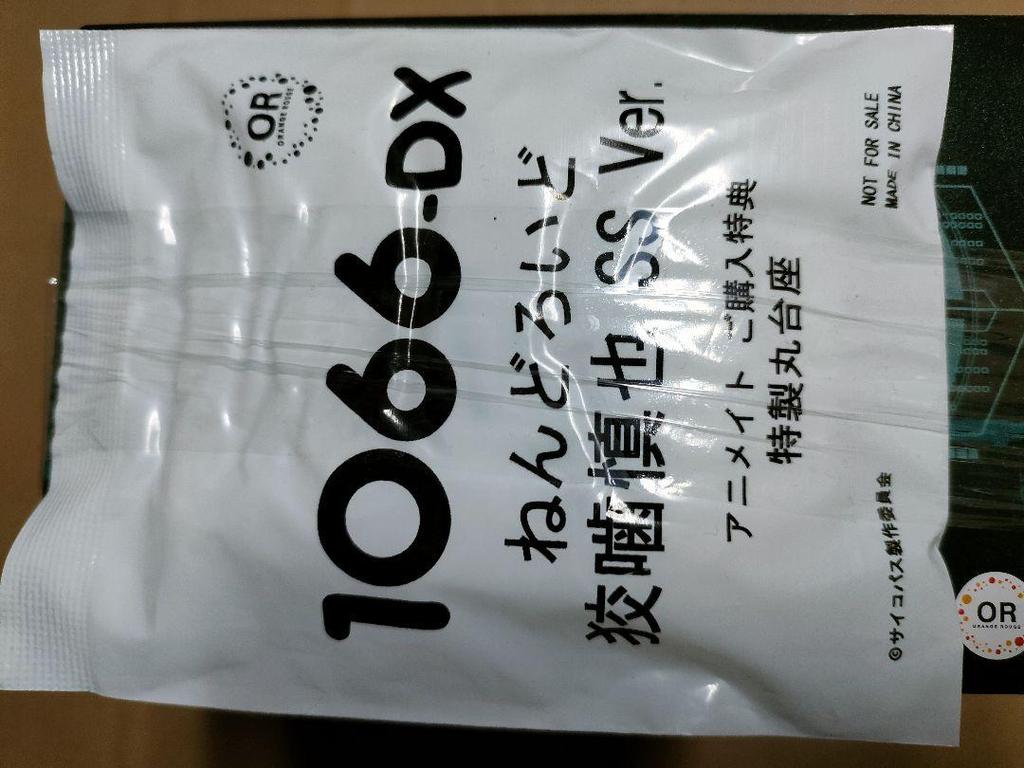 OR
ORANGE ROUGE
1066-DX
ねんどろいど
狡噛慎也 SS Ver.
アニメイト ご購入特典
特製丸台座
©サイコパス製作委員会
NOT FOR SALE
MADE IN CHINA
OR
ORANGE ROUGE